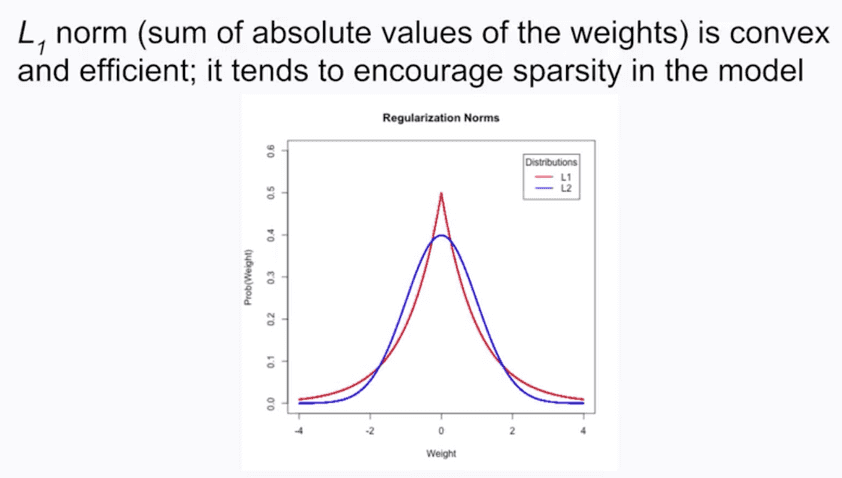 L₁ norm (sum of absolute values of the weights) is convex
and efficient; it tends to encourage sparsity in the model
Regularization Norms
Distributions
L1
L2
Prob(Weight)
0.6
0.5
0.4
0.3
0.2
0.1
0.0
-4 -2 0 2 4
Weight